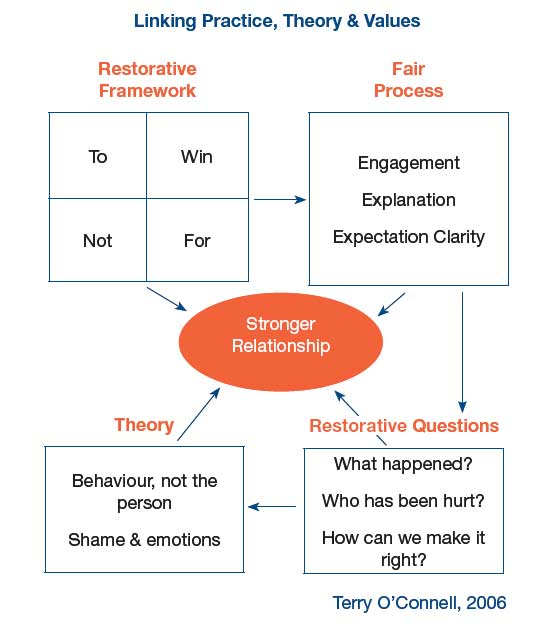 Linking Practice, Theory & Values
Restorative
Framework
Fair
Process
To
Win
Not
For
Engagement
Explanation
Expectation Clarity
Stronger
Relationship
Theory
Behaviour, not the
person
Shame & emotions
Restorative Questions
What happened?
Who has been hurt?
How can we make it
right?
Terry O’Connell, 2006